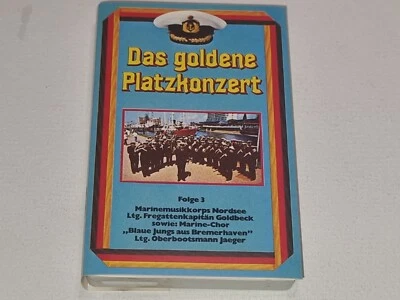 Das goldene
Platzkonzert
Folge 3
Marinemusikkorps Nordsee
Ltg. Fregattenkapitän Goldbeck
sowie: Marine-Chor
„Blaue Jungs aus Bremerhaven"
Ltg. Oberbootsmann Jaeger